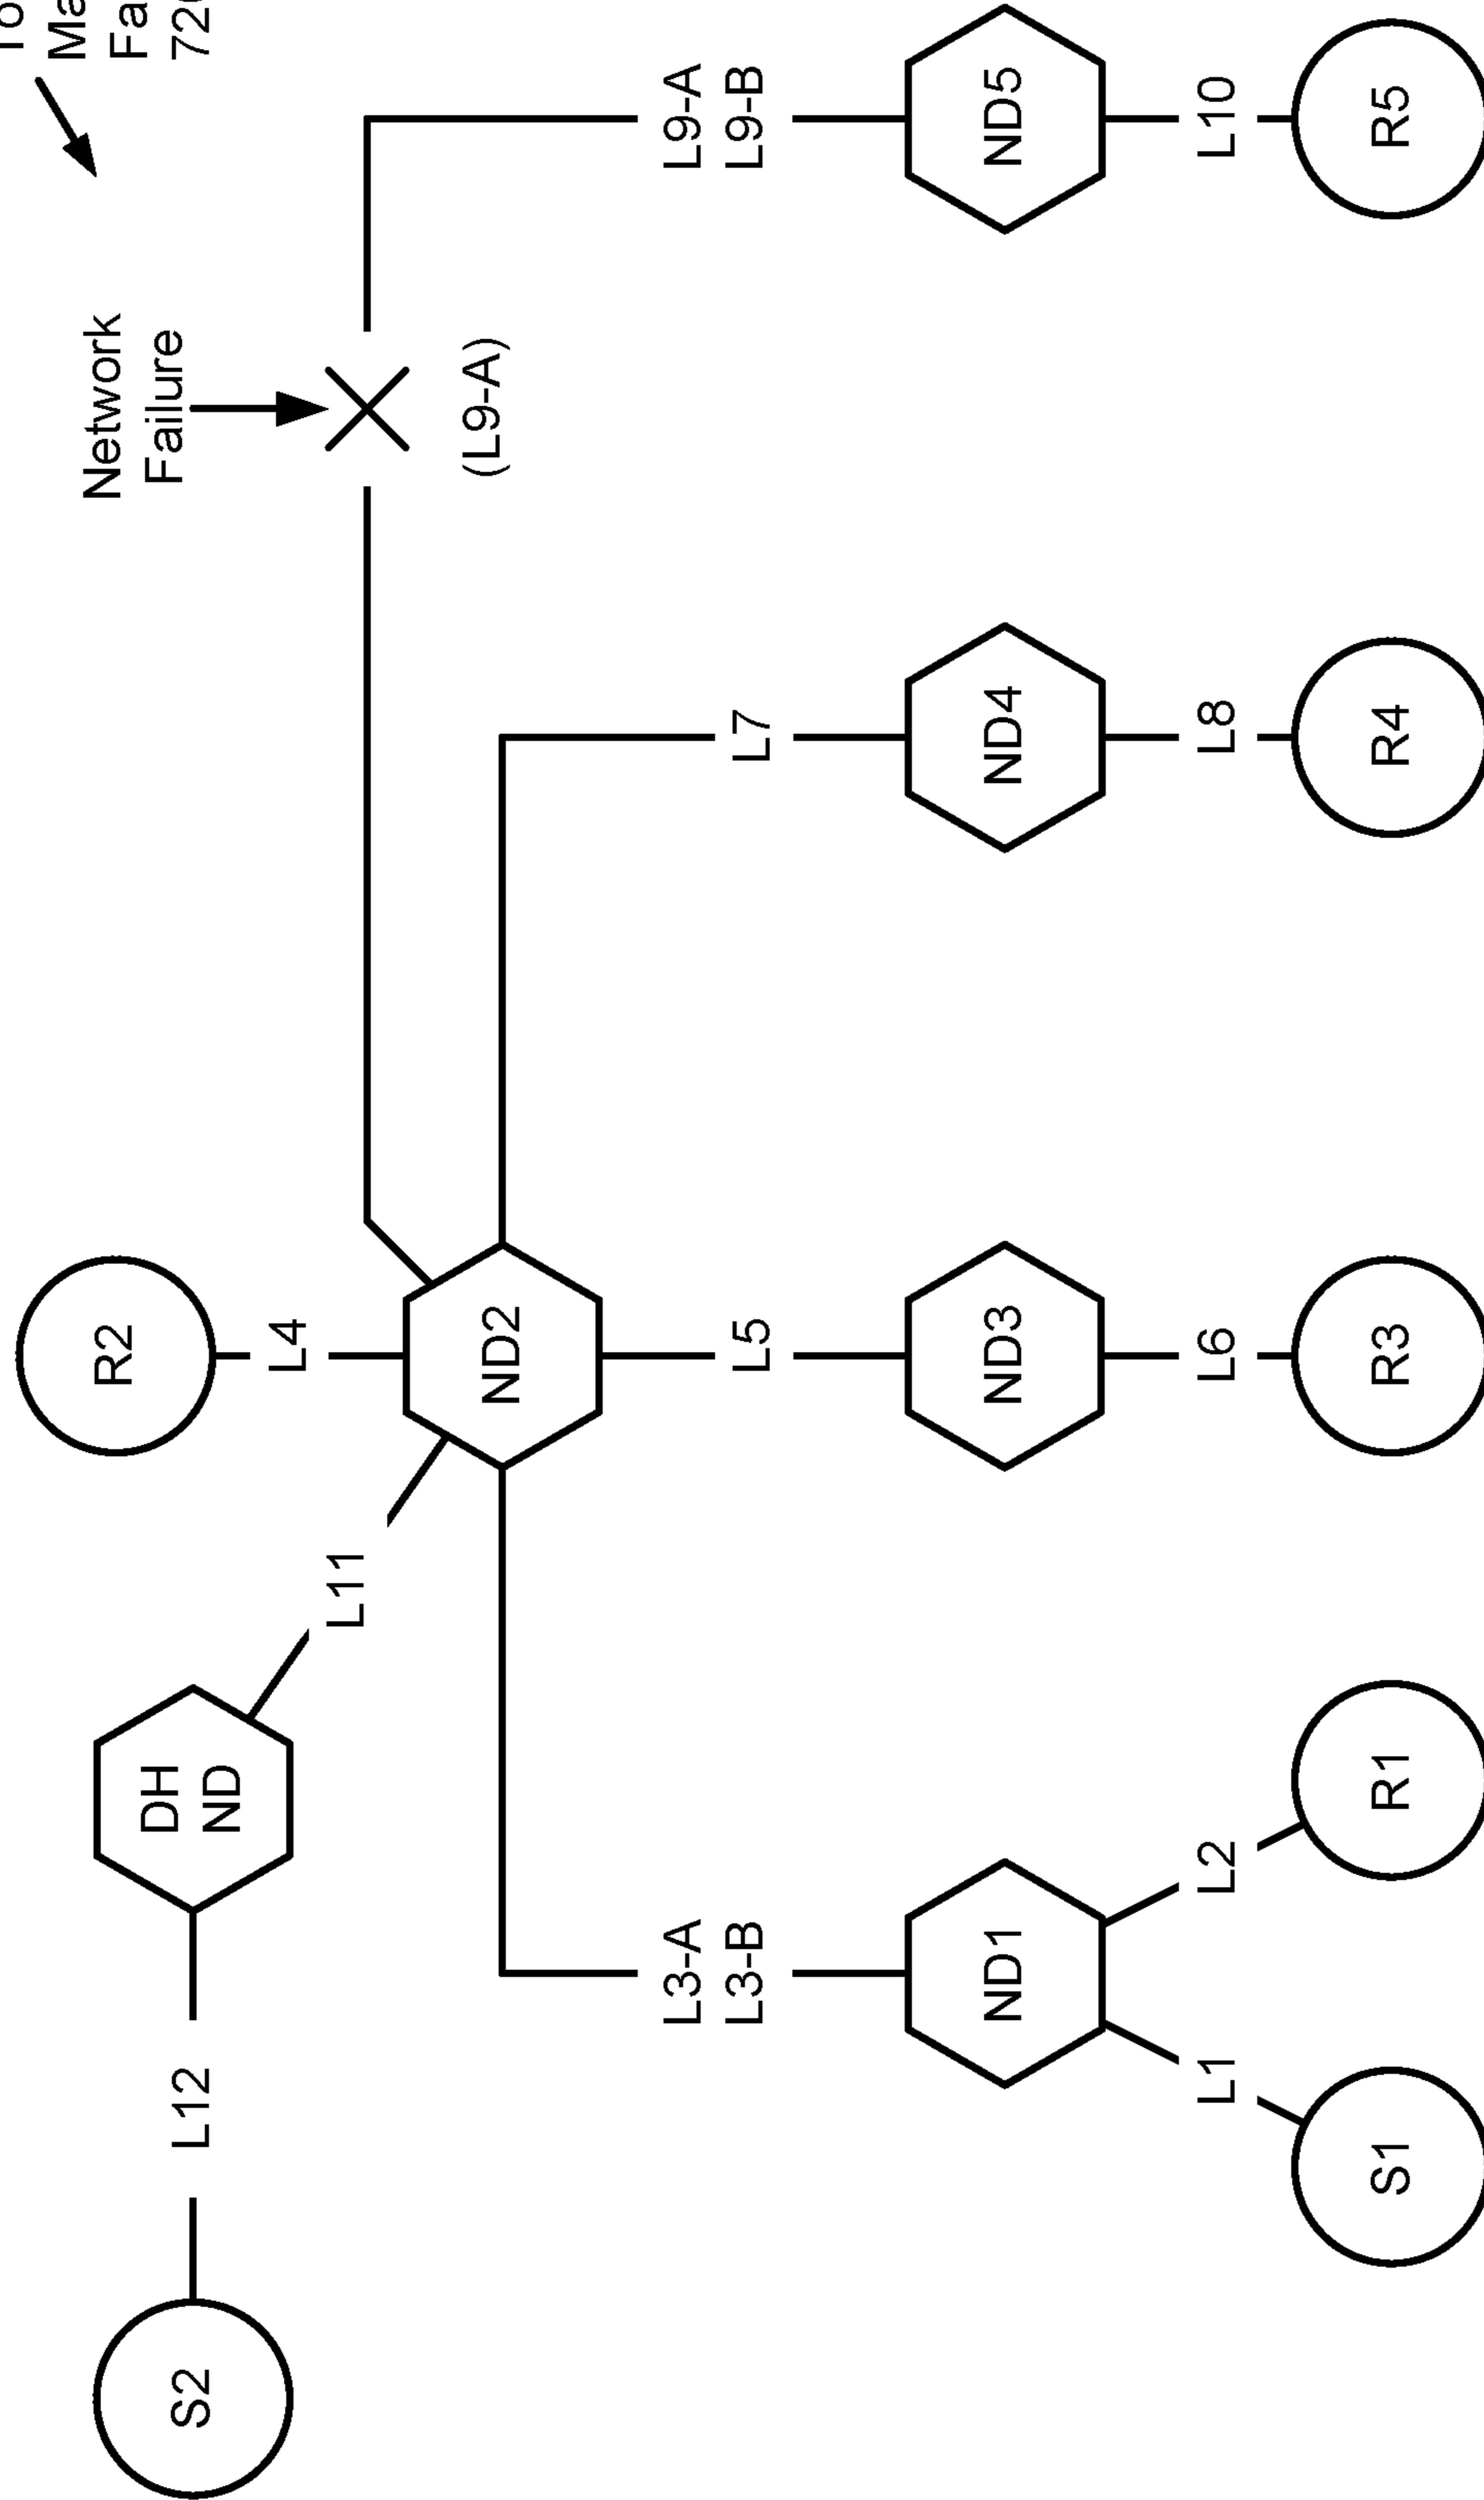 R2
Network
Failure
S2
L12
DH
ND
L4
L11
ND2
(L9-A)
L3-A
L3-B
L5
L7
L9-A
L9-B
ND1
ND3
ND4
ND5
L1
L2
L6
L8
L10
S1
R1
R3
R4
R5